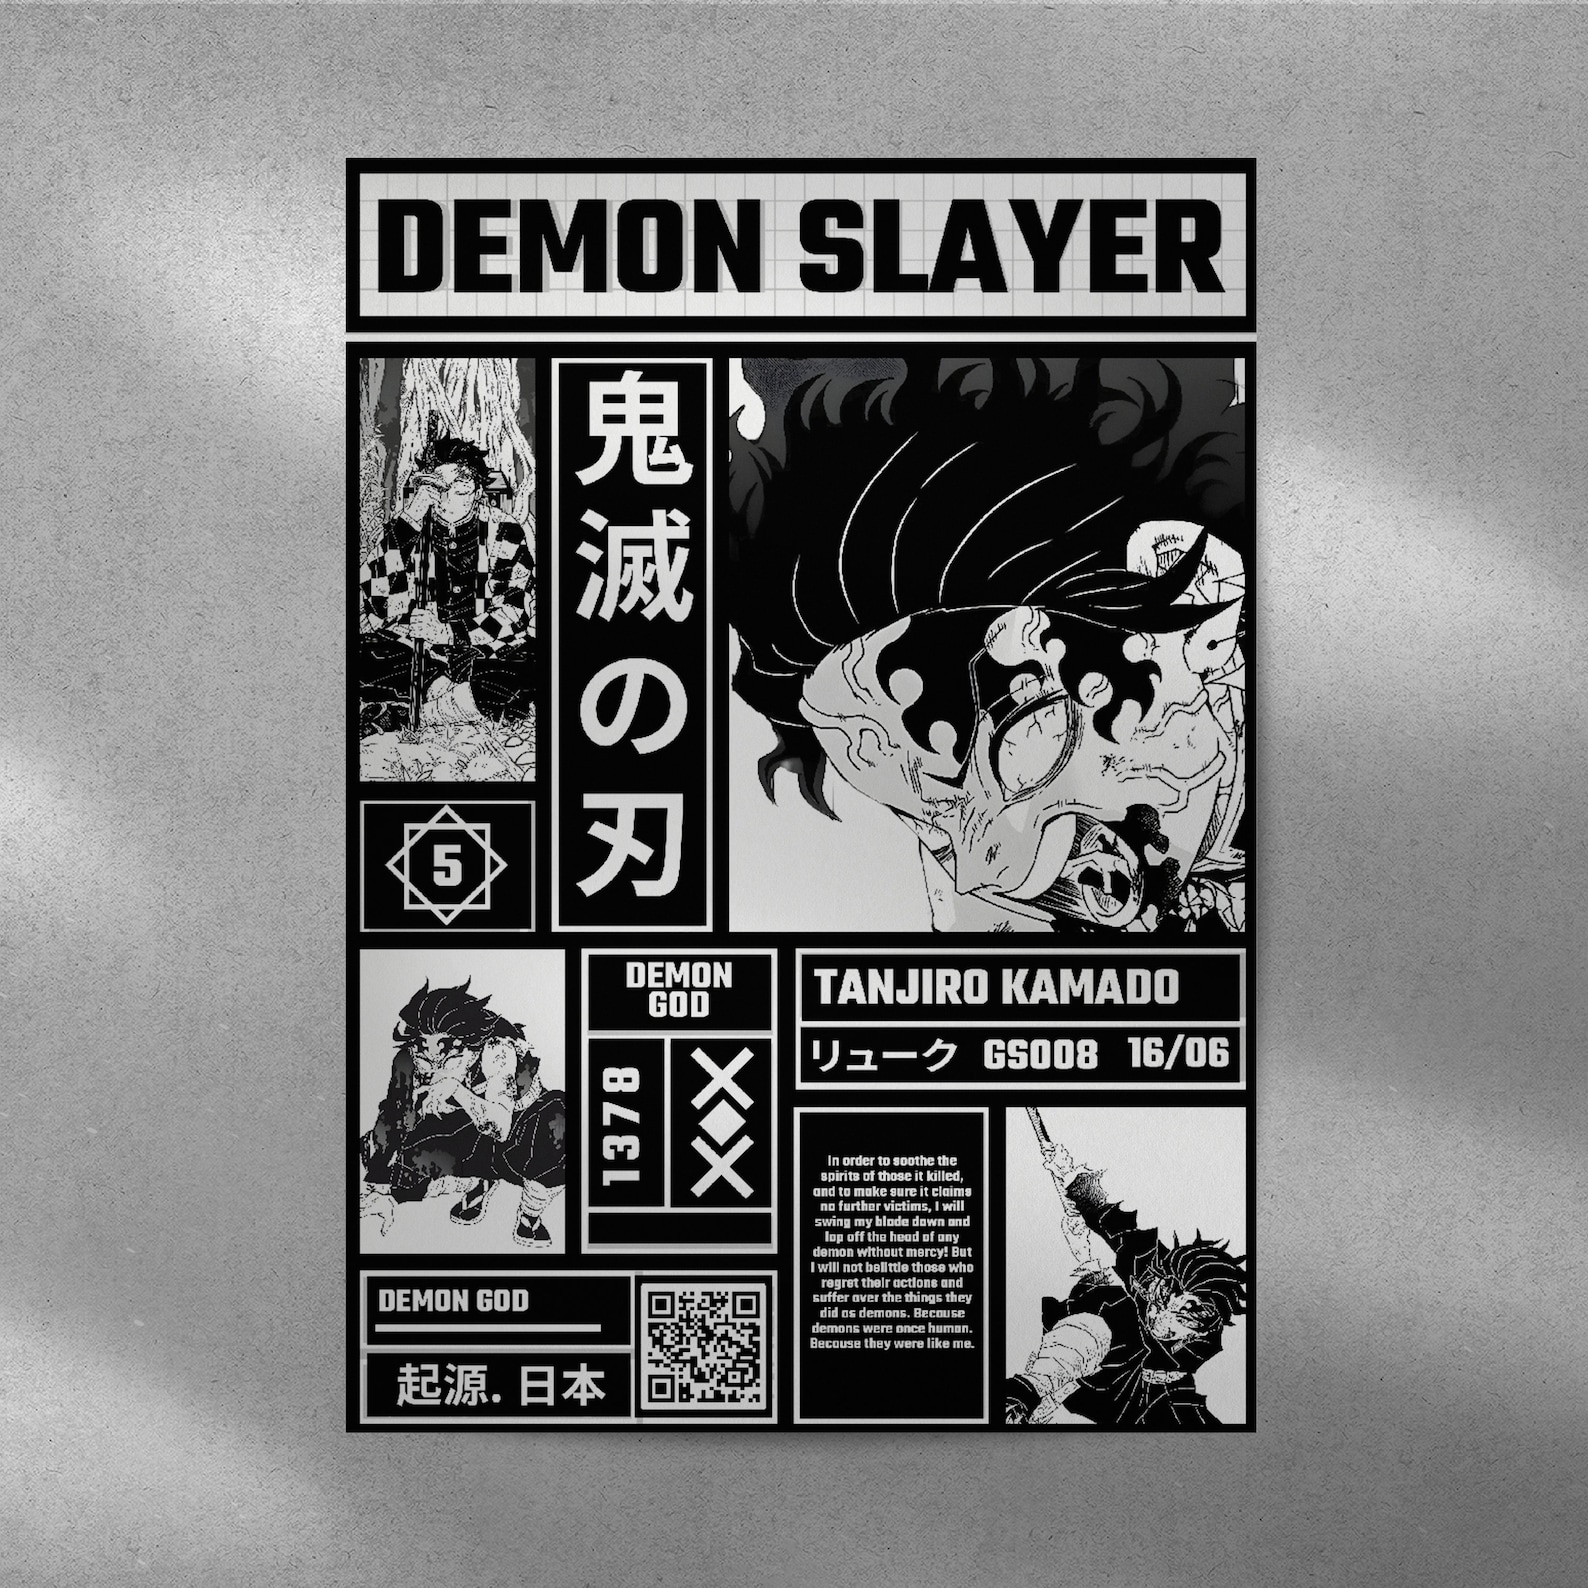 DEMON SLAYER
鬼滅の刃
5
DEMON
GOD
1378
TANJIRO KAMADO
リューク GS008 16/06
In order to soothe the
spirits of those it killed,
and to make sure it claims
no further victims, I will
swing my blade down and
lop off the head of any
demon without mercy! But
I will not belittle those who
regret their actions and
suffer over the things they
did as demons. Because
demons were once human.
Because they were like me.
DEMON GOD
起源. 日本